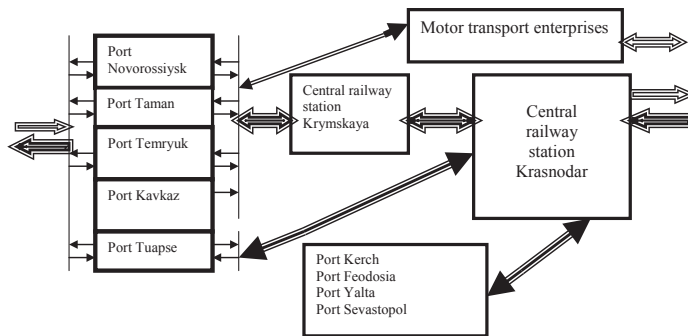 Port
Novorossiysk
Port Taman
Port Temryuk
Port Kavkaz
Port Tuapse
Motor transport enterprises
Central railway
station
Krymskaya
Central
railway
station
Krasnodar
Port Kerch
Port Feodosia
Port Yalta
Port Sevastopol